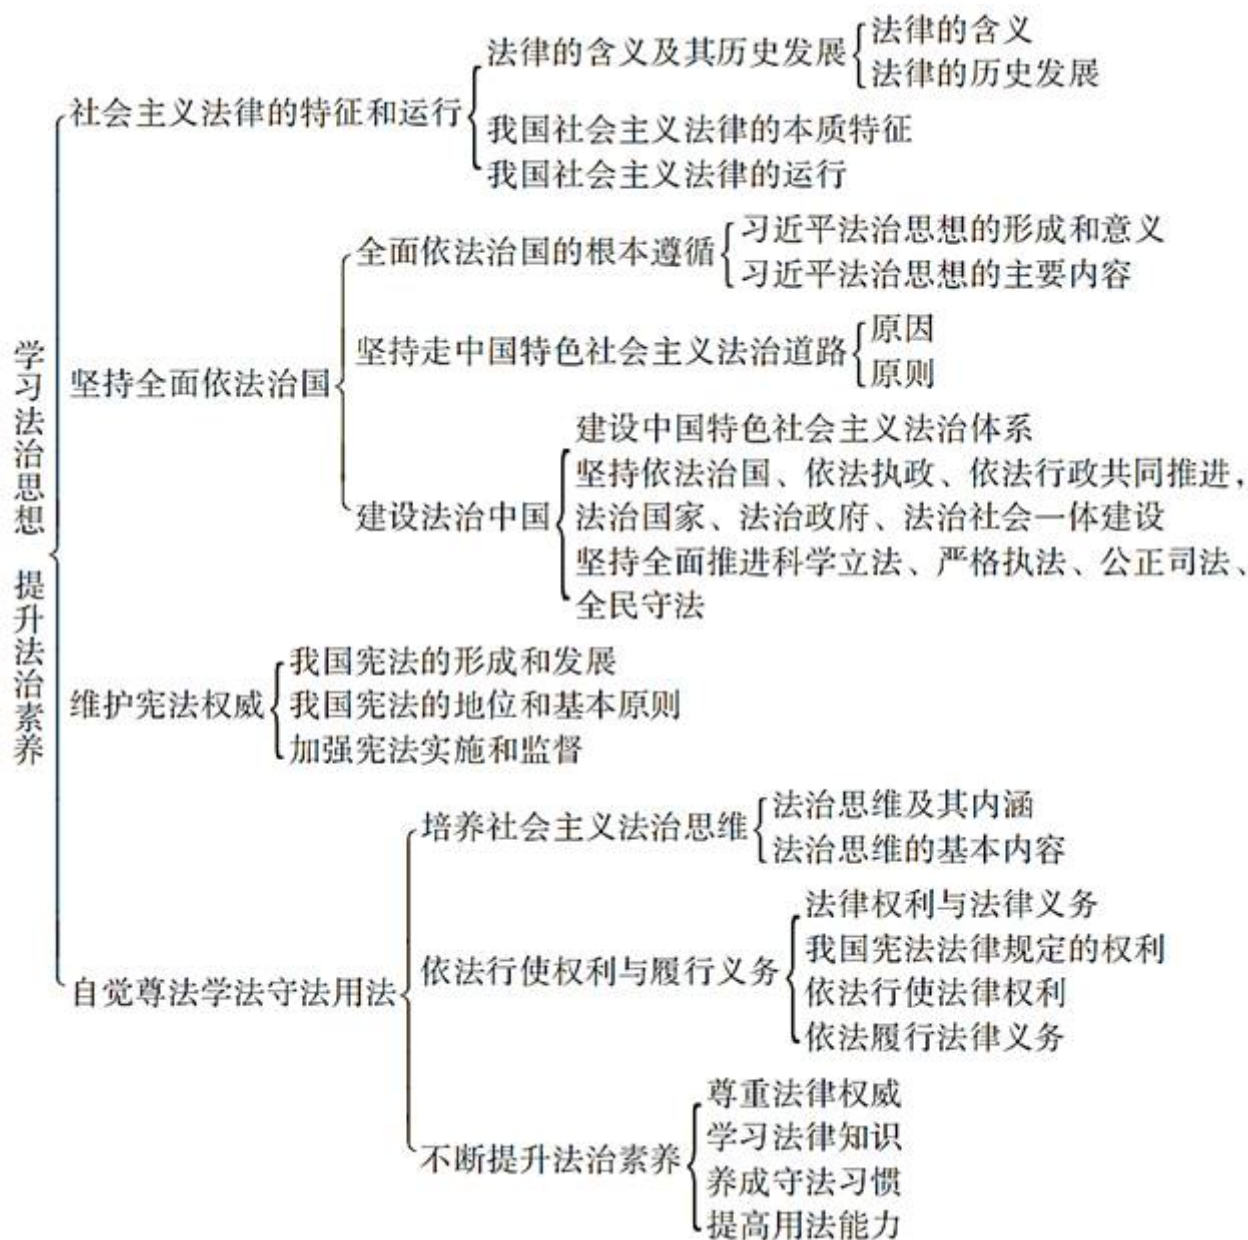 学习法治思想 提升法治素养
社会主义法律的特征和运行
法律的含义及其历史发展
法律的含义
法律的历史发展
我国社会主义法律的本质特征
我国社会主义法律的运行
坚持全面依法治国
全面依法治国的根本遵循
习近平法治思想的形成和意义
习近平法治思想的主要内容
坚持走中国特色社会主义法治道路
原因
原则
建设法治中国
建设中国特色社会主义法治体系
坚持依法治国、依法执政、依法行政共同推进，
法治国家、法治政府、法治社会一体建设
坚持全面推进科学立法、严格执法、公正司法、
全民守法
维护宪法权威
我国宪法的形成和发展
我国宪法的地位和基本原则
加强宪法实施和监督
自觉尊法学法守法用法
培养社会主义法治思维
法治思维及其内涵
法治思维的基本内容
依法行使权利与履行义务
法律权利与法律义务
我国宪法法律规定的权利
依法行使法律权利
依法履行法律义务
不断提升法治素养
尊重法律权威
学习法律知识
养成守法习惯
提高用法能力